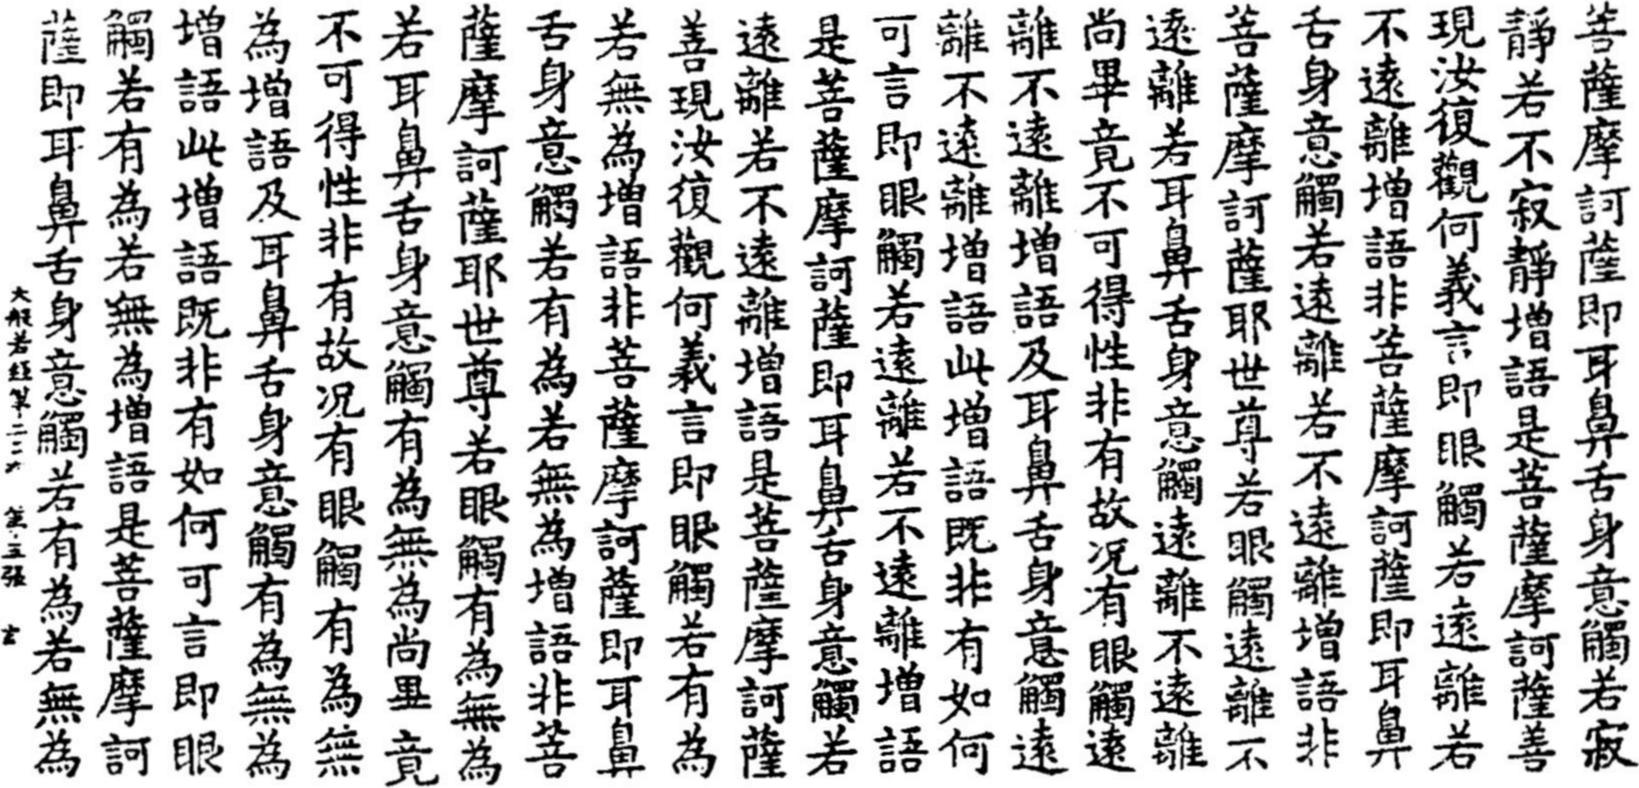 菩薩摩訶薩即耳鼻舌身意觸若寂
靜若不寂靜增語是菩薩摩訶薩善
現汝復觀何義言即眼觸若遠離若
不遠離增語非菩薩摩訶薩即耳鼻
舌身意觸若遠離若不遠離增語非
菩薩摩訶薩耶世尊若眼觸遠離不
遠離若耳鼻舌身意觸遠離不遠離
尚畢竟不可得性非有故况有眼觸遠
離不遠離增語及耳鼻舌身意觸遠
離不遠離增語此增語既非有如何
可言即眼觸若遠離若不遠離增語
是菩薩摩訶薩即耳鼻舌身意觸若
遠離若不遠離增語是菩薩摩訶薩
善現汝復觀何義言即眼觸若有為
若無為增語非菩薩摩訶薩即耳鼻
舌身意觸若有為若無為增語非菩
薩摩訶薩耶世尊若眼觸有為無為
若耳鼻舌身意觸有為無為尚畢竟
不可得性非有故况有眼觸有為無
為增語及耳鼻舌身意觸有為無為
增語此增語既非有如何可言即眼
觸若有為若無為增語是菩薩摩訶
薩即耳鼻舌身意觸若有為若無為
大般若經第二十六 第三張 玄